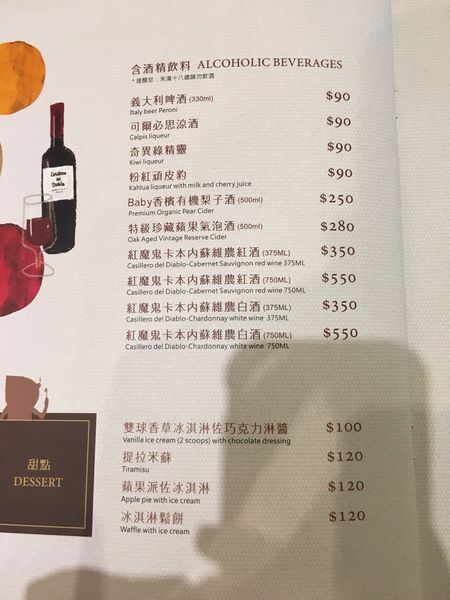 含酒精飲料 ALCOHOLIC BEVERAGES
*提醒您:未滿十八歲請勿飲酒
義大利啤酒 (330ml) $90
Italy beer Peroni
可爾必思涼酒 $90
Calpis liqueur
奇異綠精靈 $90
Kiwi liqueur
粉紅頑皮豹 $90
Kahlua liqueur with milk and cherry juice
Baby香檳有機梨子酒 (500ml) $250
Premium Organic Pear Cider
特級珍藏蘋果氣泡酒 (500ml) $280
Oak Aged Vintage Reserve Cider
紅魔鬼卡本內蘇維農紅酒 (375ML) $350
Casillero del Diablo-Cabernet Sauvignon red wine 375ML
紅魔鬼卡本內蘇維農紅酒 (750ML) $550
Casillero del Diablo-Cabernet Sauvignon red wine 750ML
紅魔鬼卡本內蘇維農白酒 (375ML) $350
Casillero del Diablo-Chardonnay white wine 375ML
紅魔鬼卡本內蘇維農白酒 (750ML) $550
Casillero del Diablo-Chardonnay white wine 750ML
Casillero
del
Diablo
甜點
DESSERT
雙球香草冰淇淋佐巧克力淋醬 $100
Vanilla ice cream (2 scoops) with chocolate dressing
提拉米蘇 $120
Tiramisu
蘋果派佐冰淇淋 $120
Apple pie with ice cream
冰淇淋鬆餅 $120
Waffle with ice cream